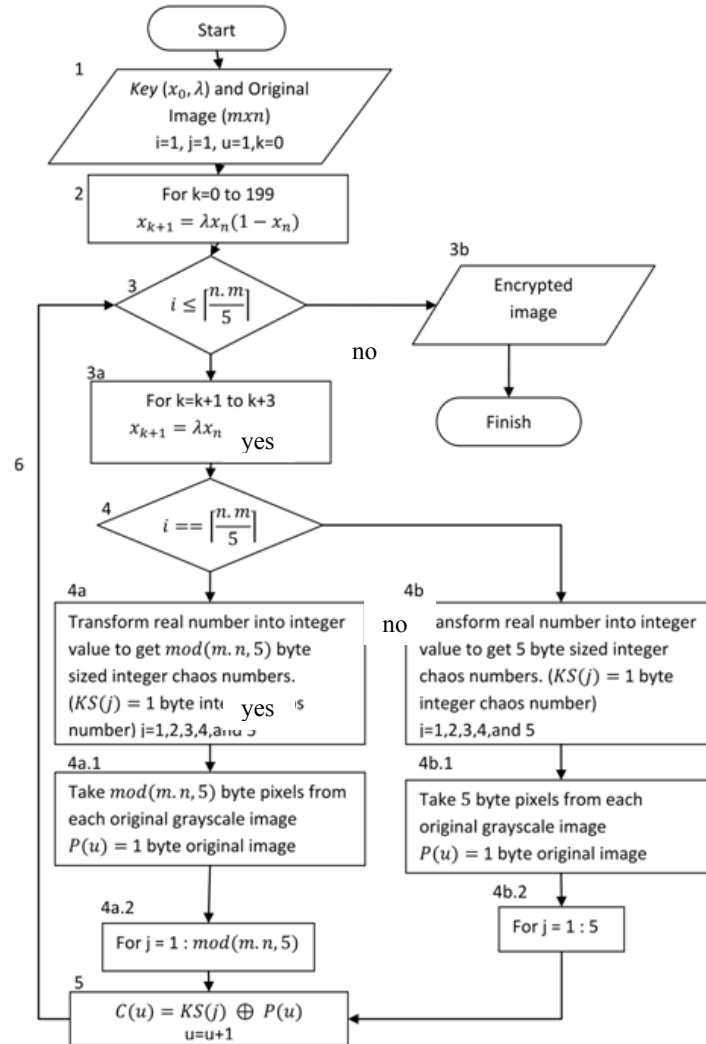 Start
1
Key (x₀, λ) and Original
Image (mxn)
i=1, j=1, u=1,k=0
2
For k=0 to 199
xₖ₊₁ = λxₙ(1 − xₙ)
3
i ≤ ⌈n.m/5⌉
3b
Encrypted
image
no
Finish
3a
For k=k+1 to k+3
xₖ₊₁ = λxₙ
yes
6
4
i == ⌈n.m/5⌉
4a
Transform real number into integer
value to get mod(m.n, 5) byte
sized integer chaos numbers.
(KS(j) = 1 byte inte os
number) j=1,2,3,4,and 5
yes
no
4b
ransform real number into integer
value to get 5 byte sized integer
chaos numbers. (KS(j) = 1 byte
integer chaos number)
j=1,2,3,4,and 5
4a.1
Take mod(m.n, 5) byte pixels from
each original grayscale image
P(u) = 1 byte original image
4b.1
Take 5 byte pixels from each
original grayscale image
P(u) = 1 byte original image
4a.2
For j = 1 : mod(m.n, 5)
4b.2
For j = 1 : 5
5
C(u) = KS(j) ⊕ P(u)
u=u+1